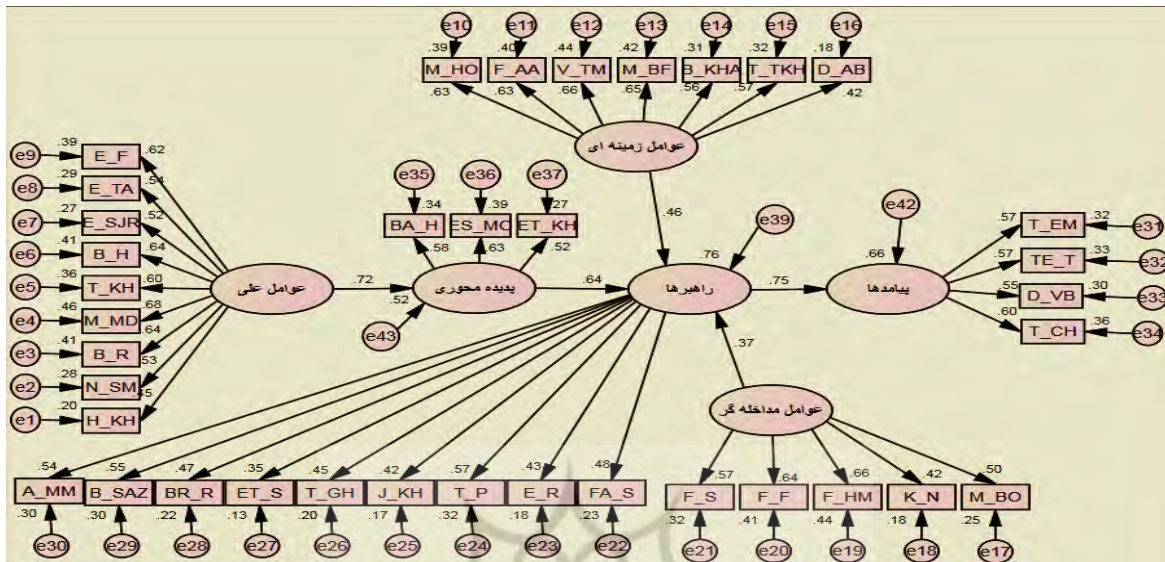 e10 e11 e12 e13 e14 e15 e16
.39 .40 .44 .42 .31 .32 .18
M_HO F_AA V_TM M_BF B_KHA T_TKH D_AB
.63 .63 .66 .65 .56 .57 .42
عوامل زمینه ای
.46
e9 .39 E_F .62
e8 .29 E_TA .54
e7 .27 E_SJR .52
e6 .41 B_H .64
e5 .36 T_KH .60
e4 .46 M_MD .68
e3 .41 B_R .64
e2 .28 N_SM .53
e1 .20 H_KH .45
عوامل علی
.72
e35 e36 e37
.34 .39 .27
BA_H ES_MC ET_KH
.58 .63 .52
پدیده محوری
.52
e43
.64
e39
.76
راهبرها
.75
e42
.66
پیامدها
.57 T_EM .32 e31
.57 TE_T .33 e32
.55 D_VB .30 e33
.60 T_CH .36 e34
.37
عوامل مداخله گر
.54 .55 .47 .35 .45 .42 .57 .43 .48
A_MM B_SAZ BR_R ET_S T_GH J_KH T_P E_R FA_S
.30 .30 .22 .13 .20 .17 .32 .18 .23
e30 e29 e28 e27 e26 e25 e24 e23 e22
.57 .64 .66 .42 .50
F_S F_F F_HM K_N M_BO
.32 .41 .44 .18 .25
e21 e20 e19 e18 e17